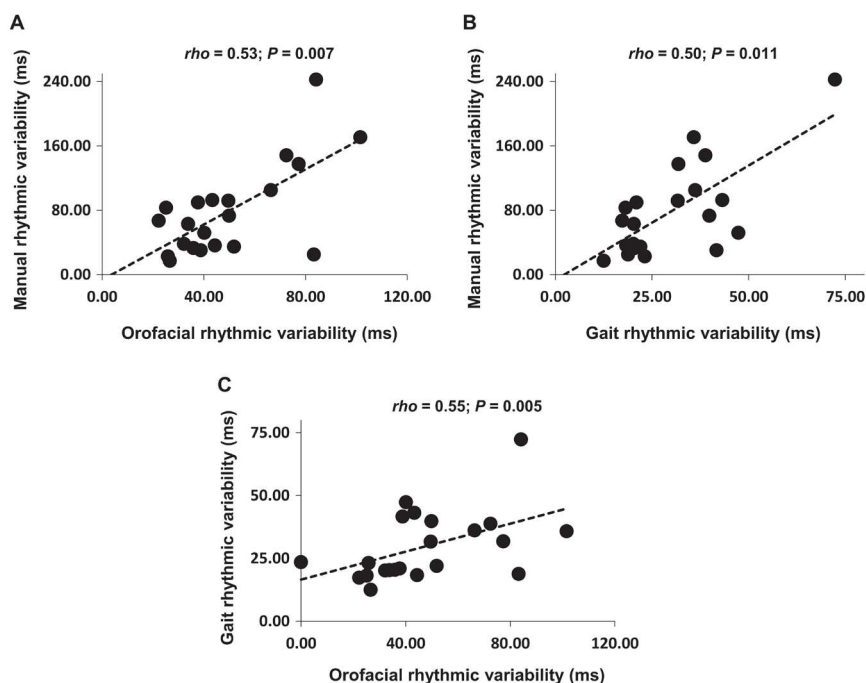 A
rho = 0.53; P = 0.007
Manual rhythmic variability (ms)
240.00
160.00
80.00
0.00
0.00 40.00 80.00 120.00
Orofacial rhythmic variability (ms)
B
rho = 0.50; P = 0.011
Manual rhythmic variability (ms)
240.00
160.00
80.00
0.00
0.00 25.00 50.00 75.00
Gait rhythmic variability (ms)
C
rho = 0.55; P = 0.005
Gait rhythmic variability (ms)
75.00
50.00
25.00
0.00
0.00 40.00 80.00 120.00
Orofacial rhythmic variability (ms)